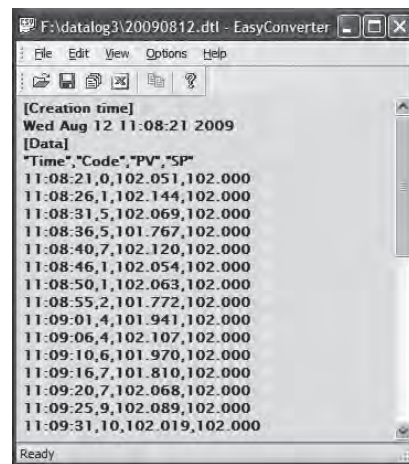 F:\datalog3\20090812.dtl - EasyConverter
File Edit View Options Help
[Creation time]
Wed Aug 12 11:08:21 2009
[Data]
"Time","Code","PV","SP"
11:08:21,0,102.051,102.000
11:08:26,1,102.144,102.000
11:08:31,5,102.069,102.000
11:08:36,5,101.767,102.000
11:08:40,7,102.120,102.000
11:08:46,1,102.054,102.000
11:08:50,1,102.063,102.000
11:08:55,2,101.772,102.000
11:09:01,4,101.941,102.000
11:09:06,4,102.107,102.000
11:09:10,6,101.970,102.000
11:09:16,7,101.810,102.000
11:09:20,7,102.068,102.000
11:09:25,9,102.089,102.000
11:09:31,10,102.019,102.000
Ready